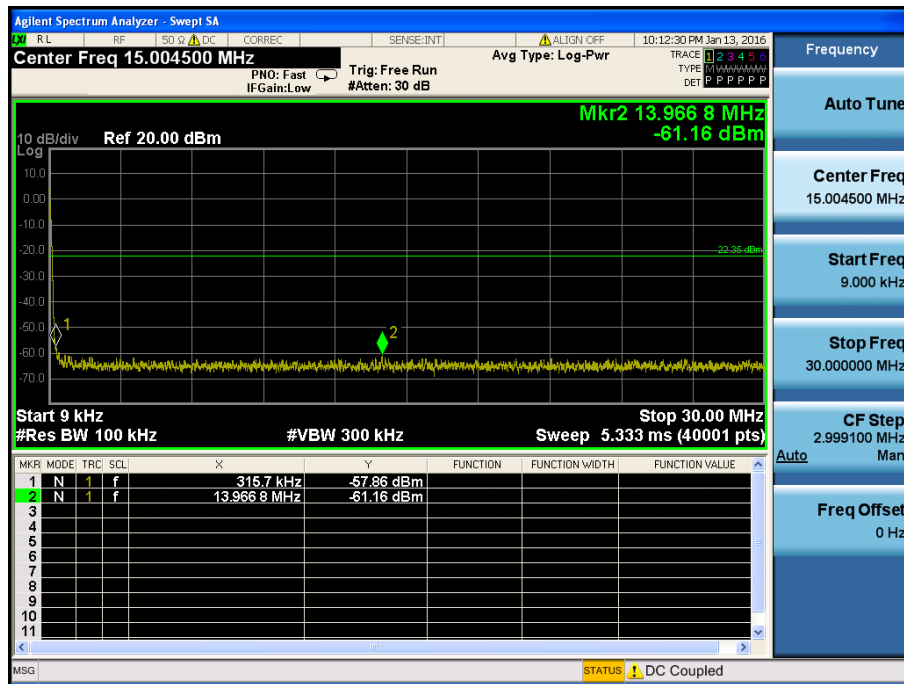 Agilent Spectrum Analyzer - Swept SA
LXI RL RF 50 Ω DC CORREC SENSE:INT ALIGN OFF 10:12:30 PM Jan 13, 2016
Center Freq 15.004500 MHz
PNO: Fast
IFGain:Low
Trig: Free Run
#Atten: 30 dB
Avg Type: Log-Pwr
TRACE 1 2 3 4 5 6
TYPE MWWWWW
DET P P P P P P
Mkr2 13.966 8 MHz
-61.16 dBm
10 dB/div Ref 20.00 dBm
Log
10.0
0.00
-10.0
-20.0
-22.35 dBm
-30.0
-40.0
-50.0
1
2
-60.0
-70.0
Start 9 kHz Stop 30.00 MHz
#Res BW 100 kHz #VBW 300 kHz Sweep 5.333 ms (40001 pts)
MKR MODE TRC SCL X Y FUNCTION FUNCTION WIDTH FUNCTION VALUE
1 N 1 f 315.7 kHz -57.86 dBm
2 N 1 f 13.966 8 MHz -61.16 dBm
3
4
5
6
7
8
9
10
11
MSG STATUS DC Coupled
Frequency
Auto Tune
Center Freq
15.004500 MHz
Start Freq
9.000 kHz
Stop Freq
30.000000 MHz
CF Step
2.999100 MHz
Auto Man
Freq Offset
0 Hz